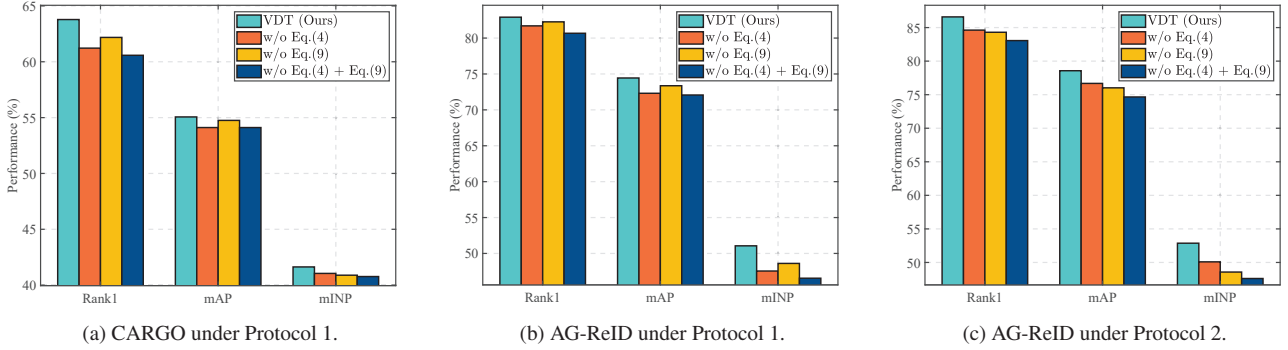 65
60
55
50
45
40
Performance (%)
Rank1
mAP
mINP
VDT (Ours)
w/o Eq.(4)
w/o Eq.(9)
w/o Eq.(4) + Eq.(9)
(a) CARGO under Protocol 1.
80
75
70
65
60
55
50
Performance (%)
Rank1
mAP
mINP
VDT (Ours)
w/o Eq.(4)
w/o Eq.(9)
w/o Eq.(4) + Eq.(9)
(b) AG-ReID under Protocol 1.
85
80
75
70
65
60
55
50
Performance (%)
Rank1
mAP
mINP
VDT (Ours)
w/o Eq.(4)
w/o Eq.(9)
w/o Eq.(4) + Eq.(9)
(c) AG-ReID under Protocol 2.